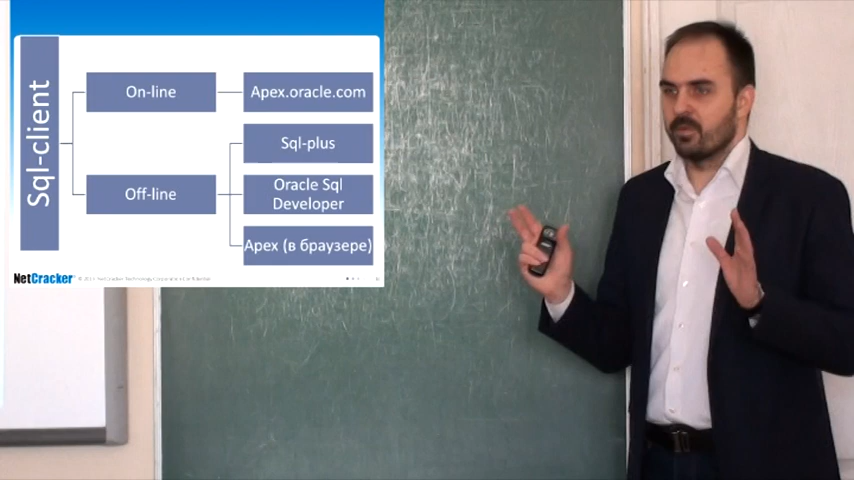 Sql-client
On-line
Apex.oracle.com
Off-line
Sql-plus
Oracle Sql
Developer
Apex (в браузере)
NetCracker